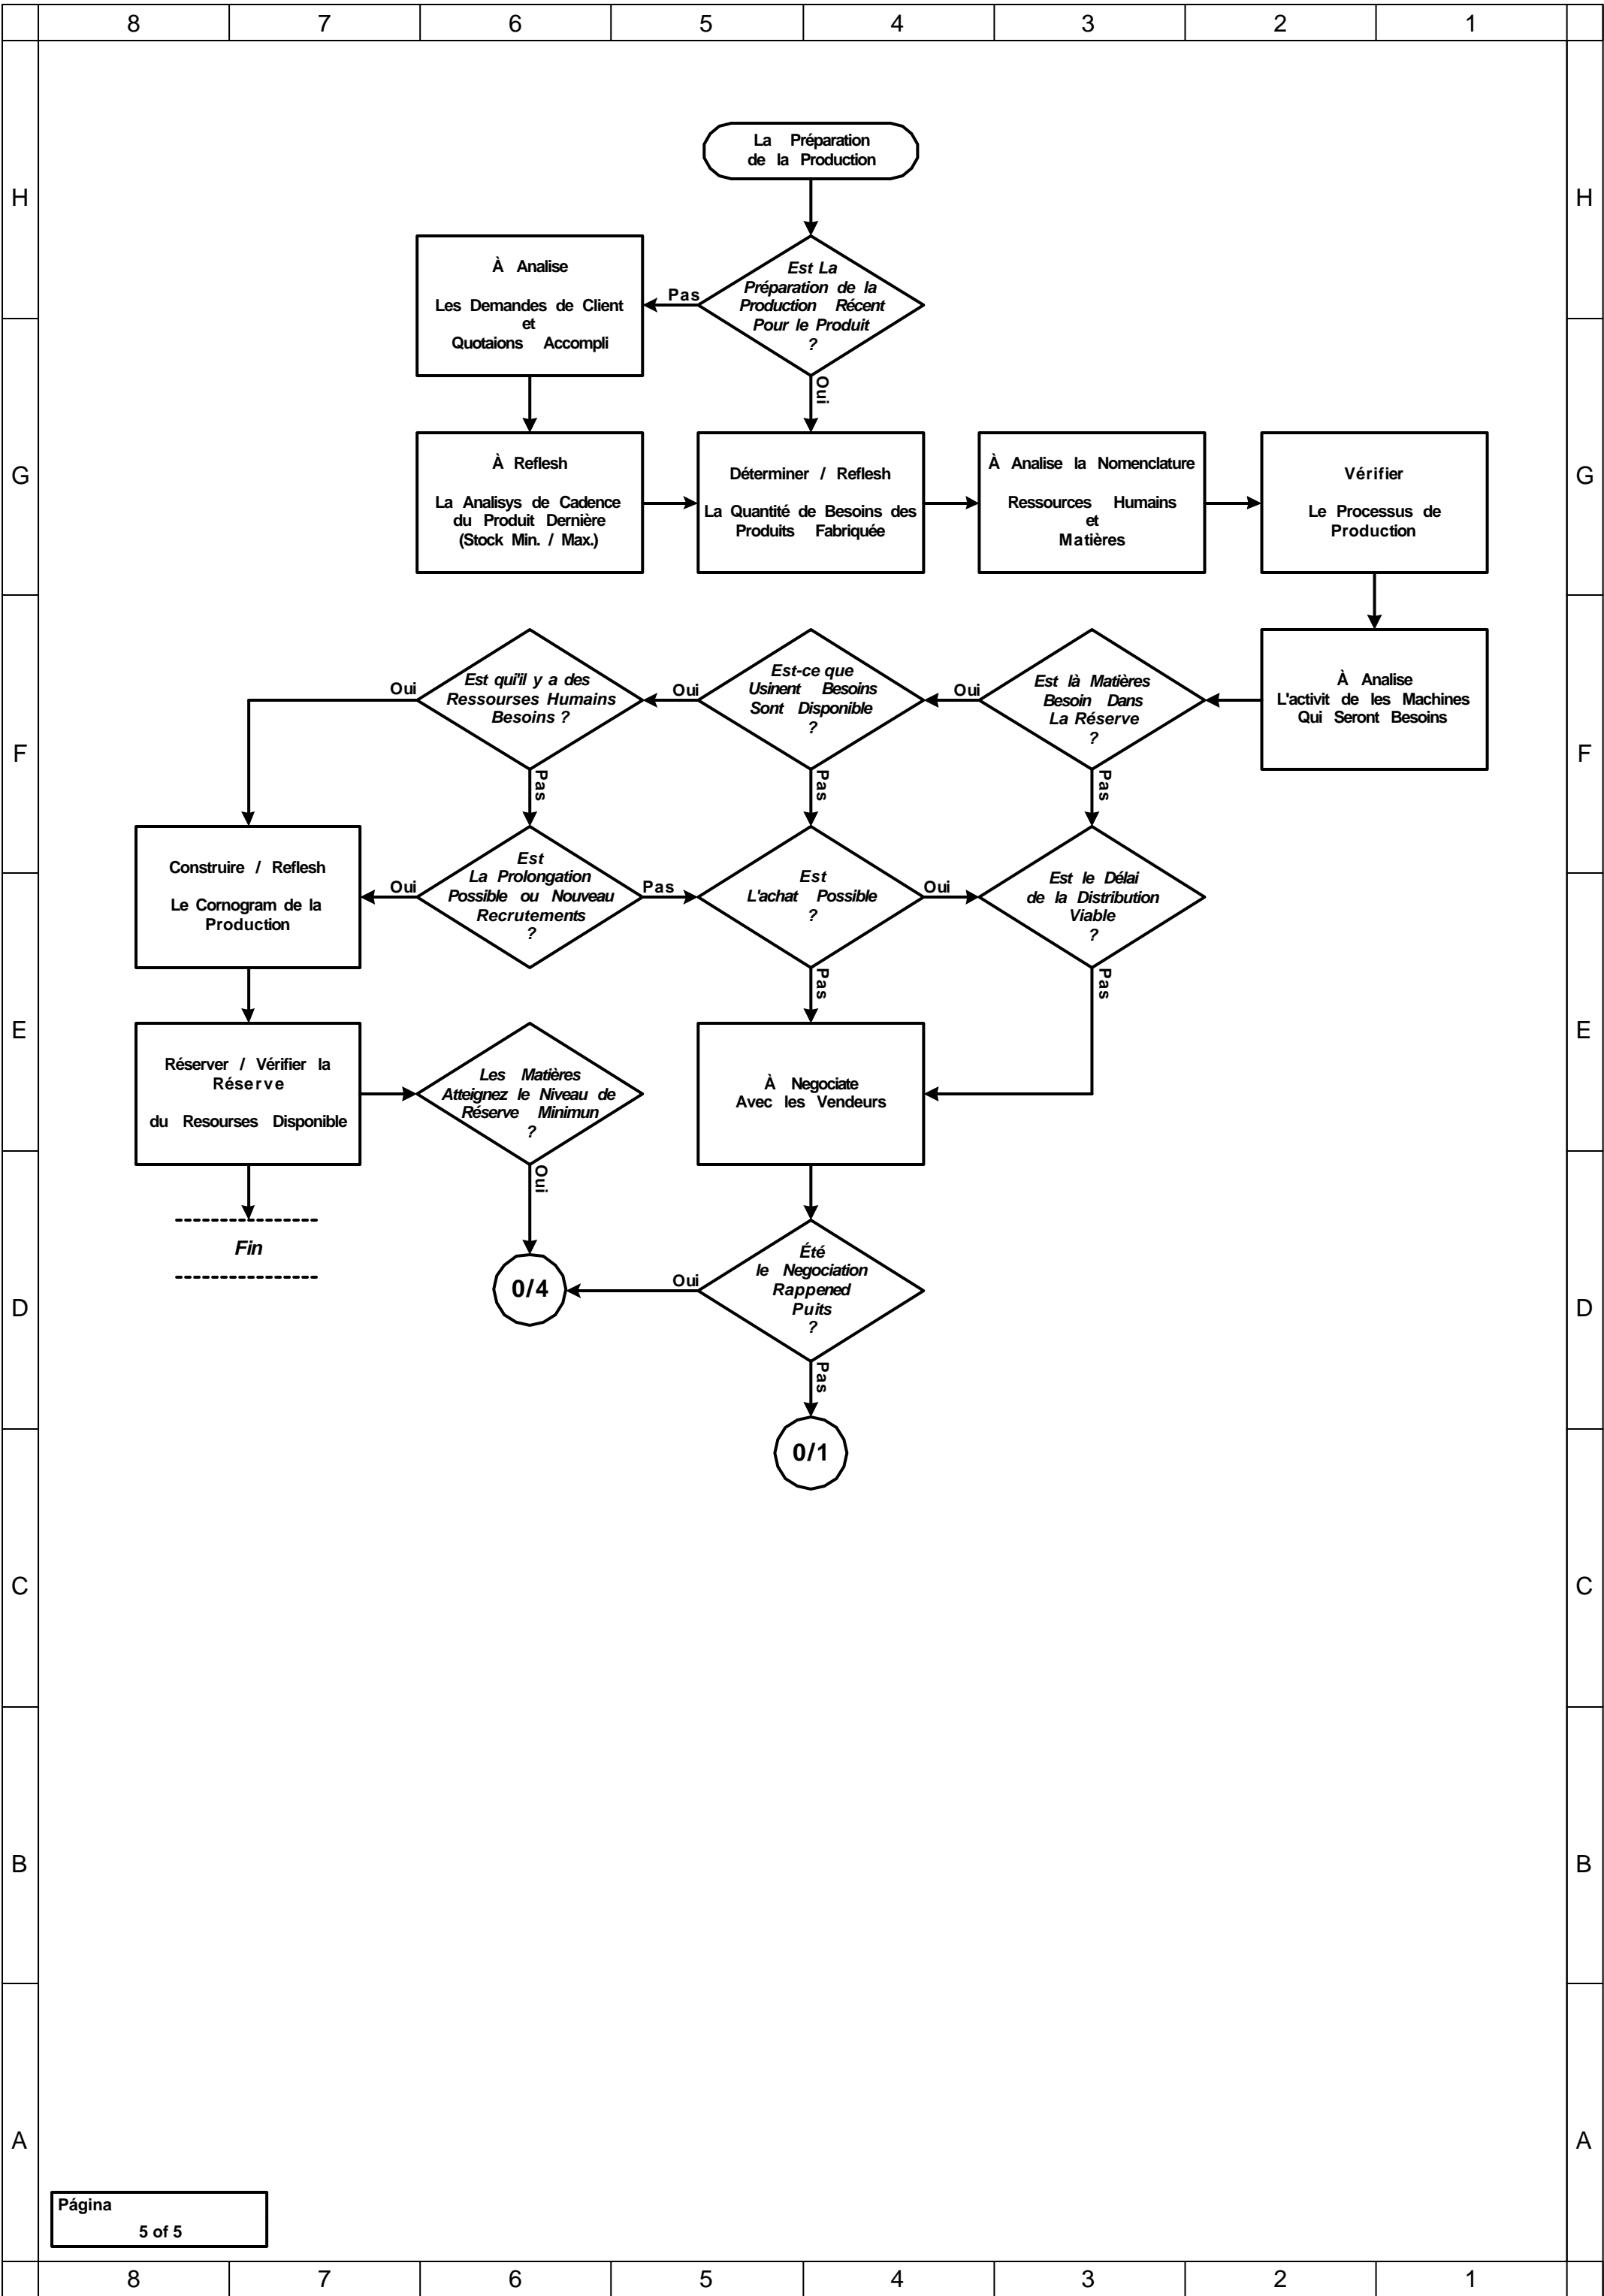 8 7 6 5 4 3 2 1
La Préparation
de la Production
H H
À Analise
Les Demandes de Client
et
Quotaions Accompli
Pas
Est La
Préparation de la
Production Récent
Pour le Produit
?
Oui
G G
À Reflesh
La Analisys de Cadence
du Produit Dernière
(Stock Min. / Max.)
Déterminer / Reflesh
La Quantité de Besoins des
Produits Fabriquée
À Analise la Nomenclature
Ressources Humains
et
Matières
Vérifier
Le Processus de
Production
F F
Oui
Est qui'il y a des
Ressourses Humains
Besoins ?
Oui
Est-ce que
Usinent Besoins
Sont Disponible
?
Oui
Est là Matières
Besoin Dans
La Réserve
?
À Analise
L'activit de les Machines
Qui Seront Besoins
Pas
Pas
Pas
Construire / Reflesh
Le Cornogram de la
Production
Oui
Est
La Prolongation
Possible ou Nouveau
Recrutements
?
Pas
Est
L'achat Possible
?
Oui
Est le Délai
de la Distribution
Viable
?
Pas
Pas
E E
Réserver / Vérifier la
Réserve
du Resourses Disponible
Les Matières
Atteignez le Niveau de
Réserve Minimun
?
À Negociate
Avec les Vendeurs
Oui
Fin
0/4
Oui
Été
le Negociation
Rappened
Puits
?
D D
Pas
0/1
C C
B B
A A
Página
5 of 5
8 7 6 5 4 3 2 1